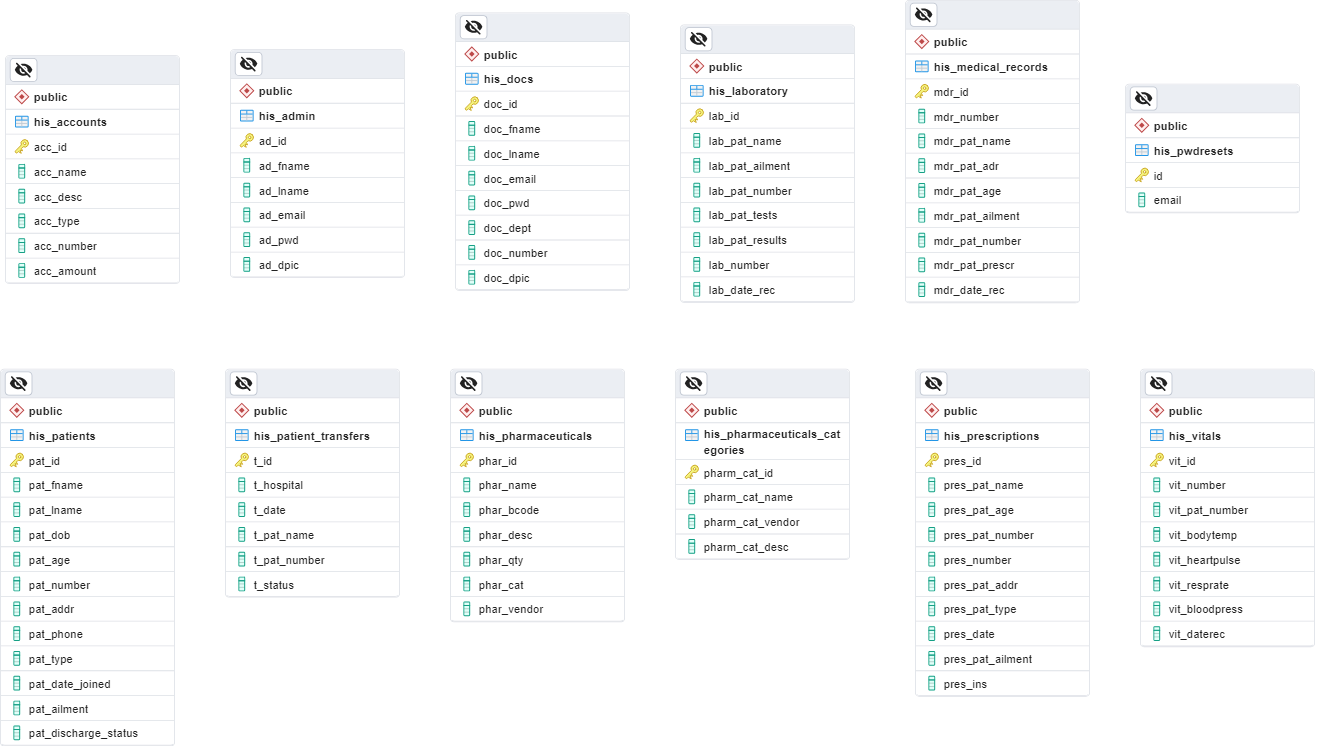 public
his_accounts
acc_id
acc_name
acc_desc
acc_type
acc_number
acc_amount
public
his_admin
ad_id
ad_fname
ad_lname
ad_email
ad_pwd
ad_dpic
public
his_docs
doc_id
doc_fname
doc_lname
doc_email
doc_pwd
doc_dept
doc_number
doc_dpic
public
his_laboratory
lab_id
lab_pat_name
lab_pat_ailment
lab_pat_number
lab_pat_tests
lab_pat_results
lab_number
lab_date_rec
public
his_medical_records
mdr_id
mdr_number
mdr_pat_name
mdr_pat_adr
mdr_pat_age
mdr_pat_ailment
mdr_pat_number
mdr_pat_prescr
mdr_date_rec
public
his_pwdresets
id
email
public
his_patients
pat_id
pat_fname
pat_lname
pat_dob
pat_age
pat_number
pat_addr
pat_phone
pat_type
pat_date_joined
pat_ailment
pat_discharge_status
public
his_patient_transfers
t_id
t_hospital
t_date
t_pat_name
t_pat_number
t_status
public
his_pharmaceuticals
phar_id
phar_name
phar_bcode
phar_desc
phar_qty
phar_cat
phar_vendor
public
his_pharmaceuticals_cat
egories
pharm_cat_id
pharm_cat_name
pharm_cat_vendor
pharm_cat_desc
public
his_prescriptions
pres_id
pres_pat_name
pres_pat_age
pres_pat_number
pres_number
pres_pat_addr
pres_pat_type
pres_date
pres_pat_ailment
pres_ins
public
his_vitals
vit_id
vit_number
vit_pat_number
vit_bodytemp
vit_heartpulse
vit_resprate
vit_bloodpress
vit_daterec